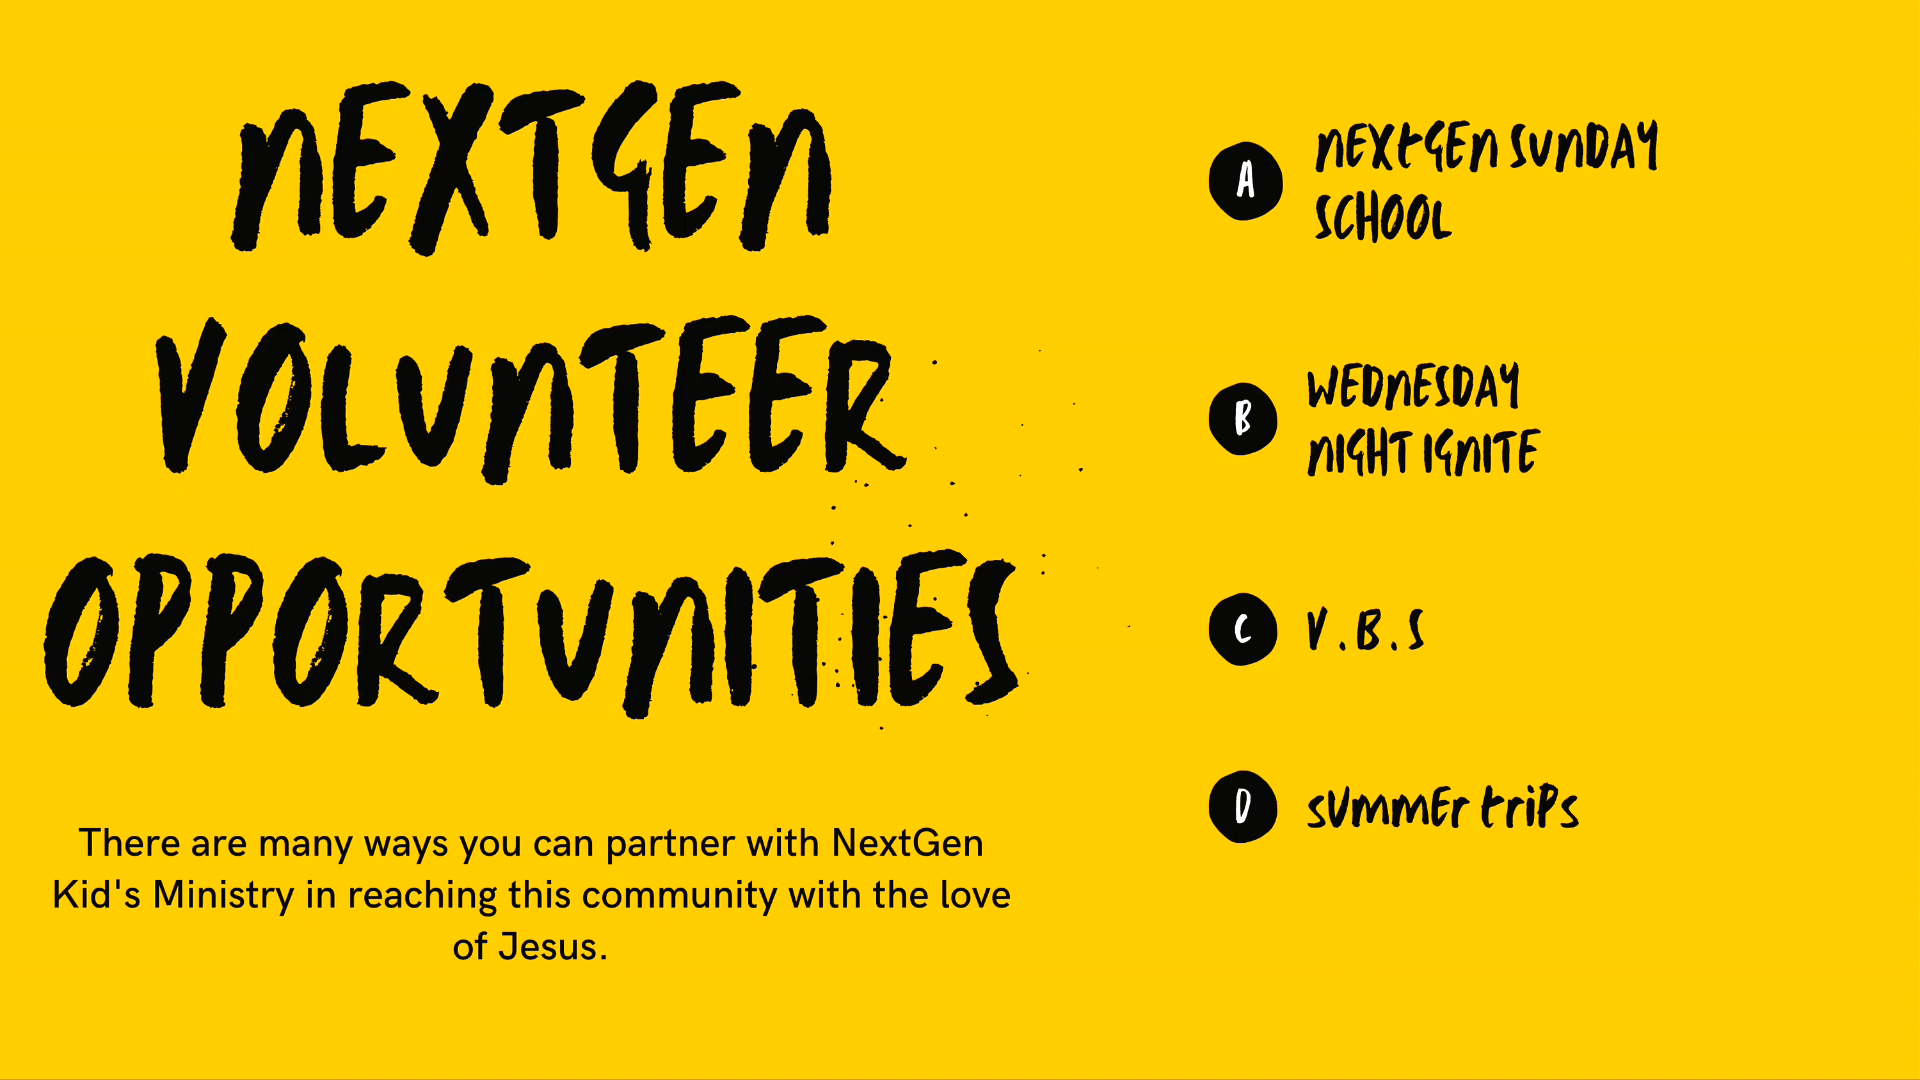 NEXTGEN
VOLUNTEER
OPPORTUNITIES
There are many ways you can partner with NextGen
Kid's Ministry in reaching this community with the love
of Jesus.
A
NEXtGEn SUNDAY
SCHOOL
B
WEDNESDAY
NIGHT IGNITE
C
V.B.S
D
summEr triPs